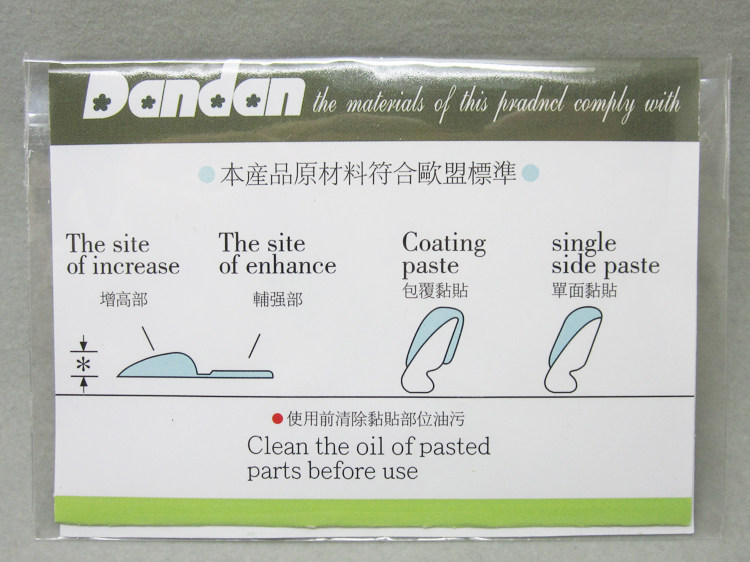 Dandan the materials of this pradncl comply with
本産品原材料符合歐盟標準
The site
of increase
增高部
The site
of enhance
輔强部
Coating
paste
包覆黏貼
single
side paste
單面黏貼
*
使用前清除黏貼部位油污
Clean the oil of pasted
parts before use